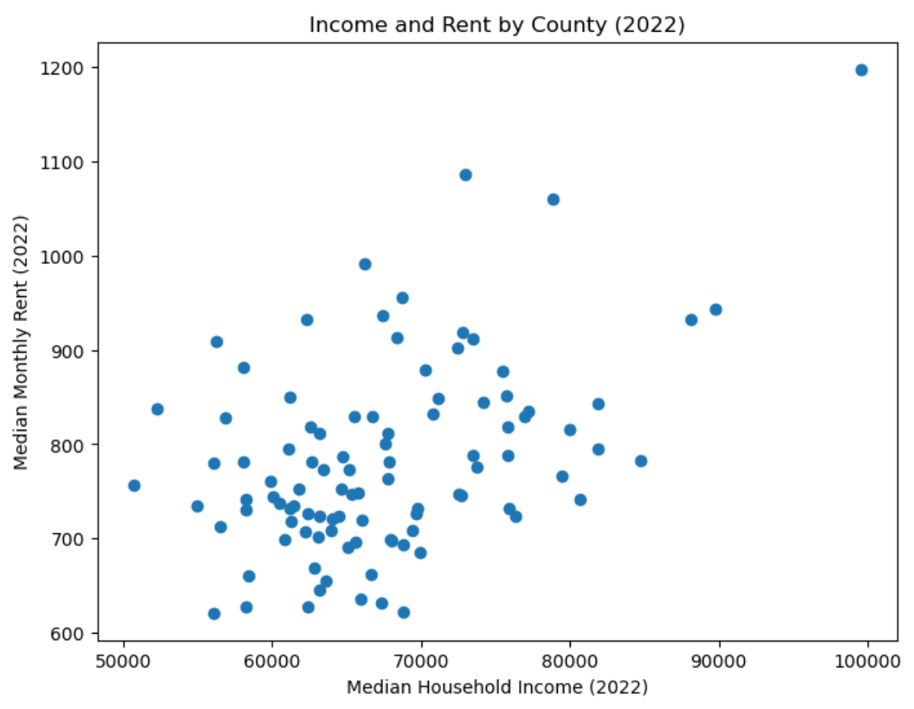 Income and Rent by County (2022)
Median Monthly Rent (2022)
1200
1100
1000
900
800
700
600
50000 60000 70000 80000 90000 100000
Median Household Income (2022)